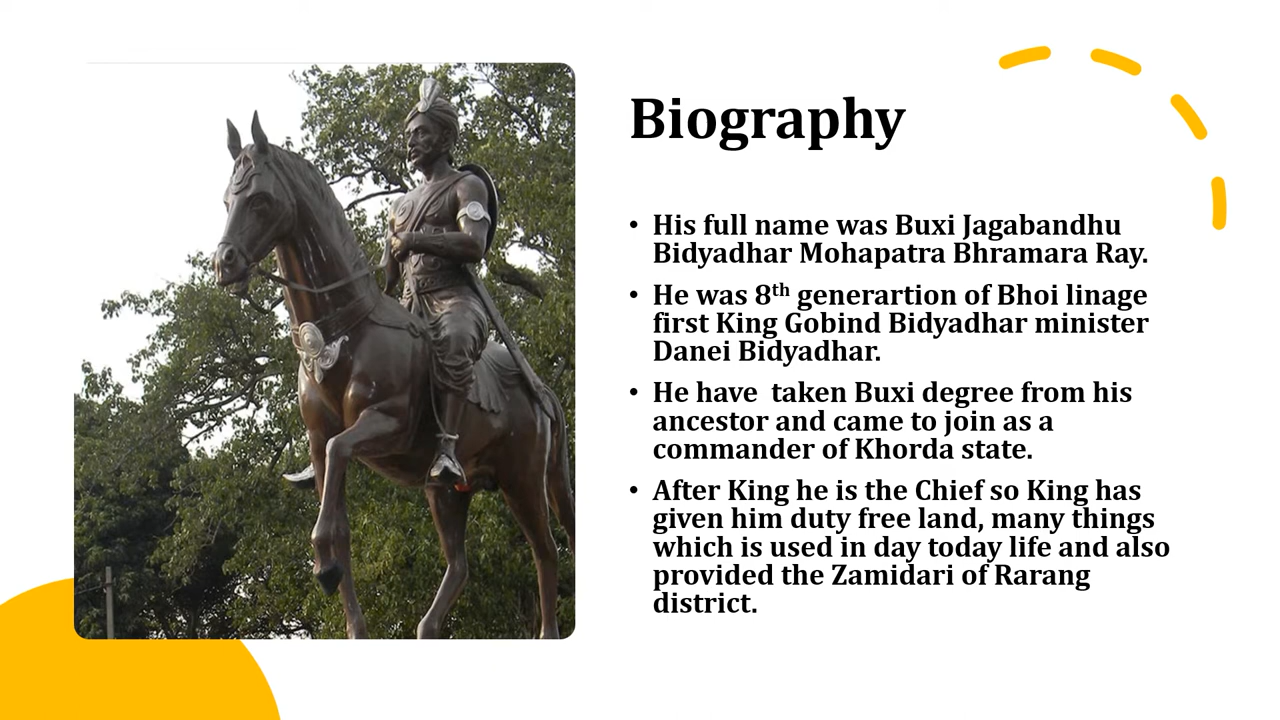 Biography
• His full name was Buxi Jagabandhu
Bidyadhar Mohapatra Bhramara Ray.
• He was 8th generartion of Bhoi linage
first King Gobind Bidyadhar minister
Danei Bidyadhar.
• He have  taken Buxi degree from his
ancestor and came to join as a
commander of Khorda state.
• After King he is the Chief so King has
given him duty free land, many things
which is used in day today life and also
provided the Zamidari of Rarang
district.